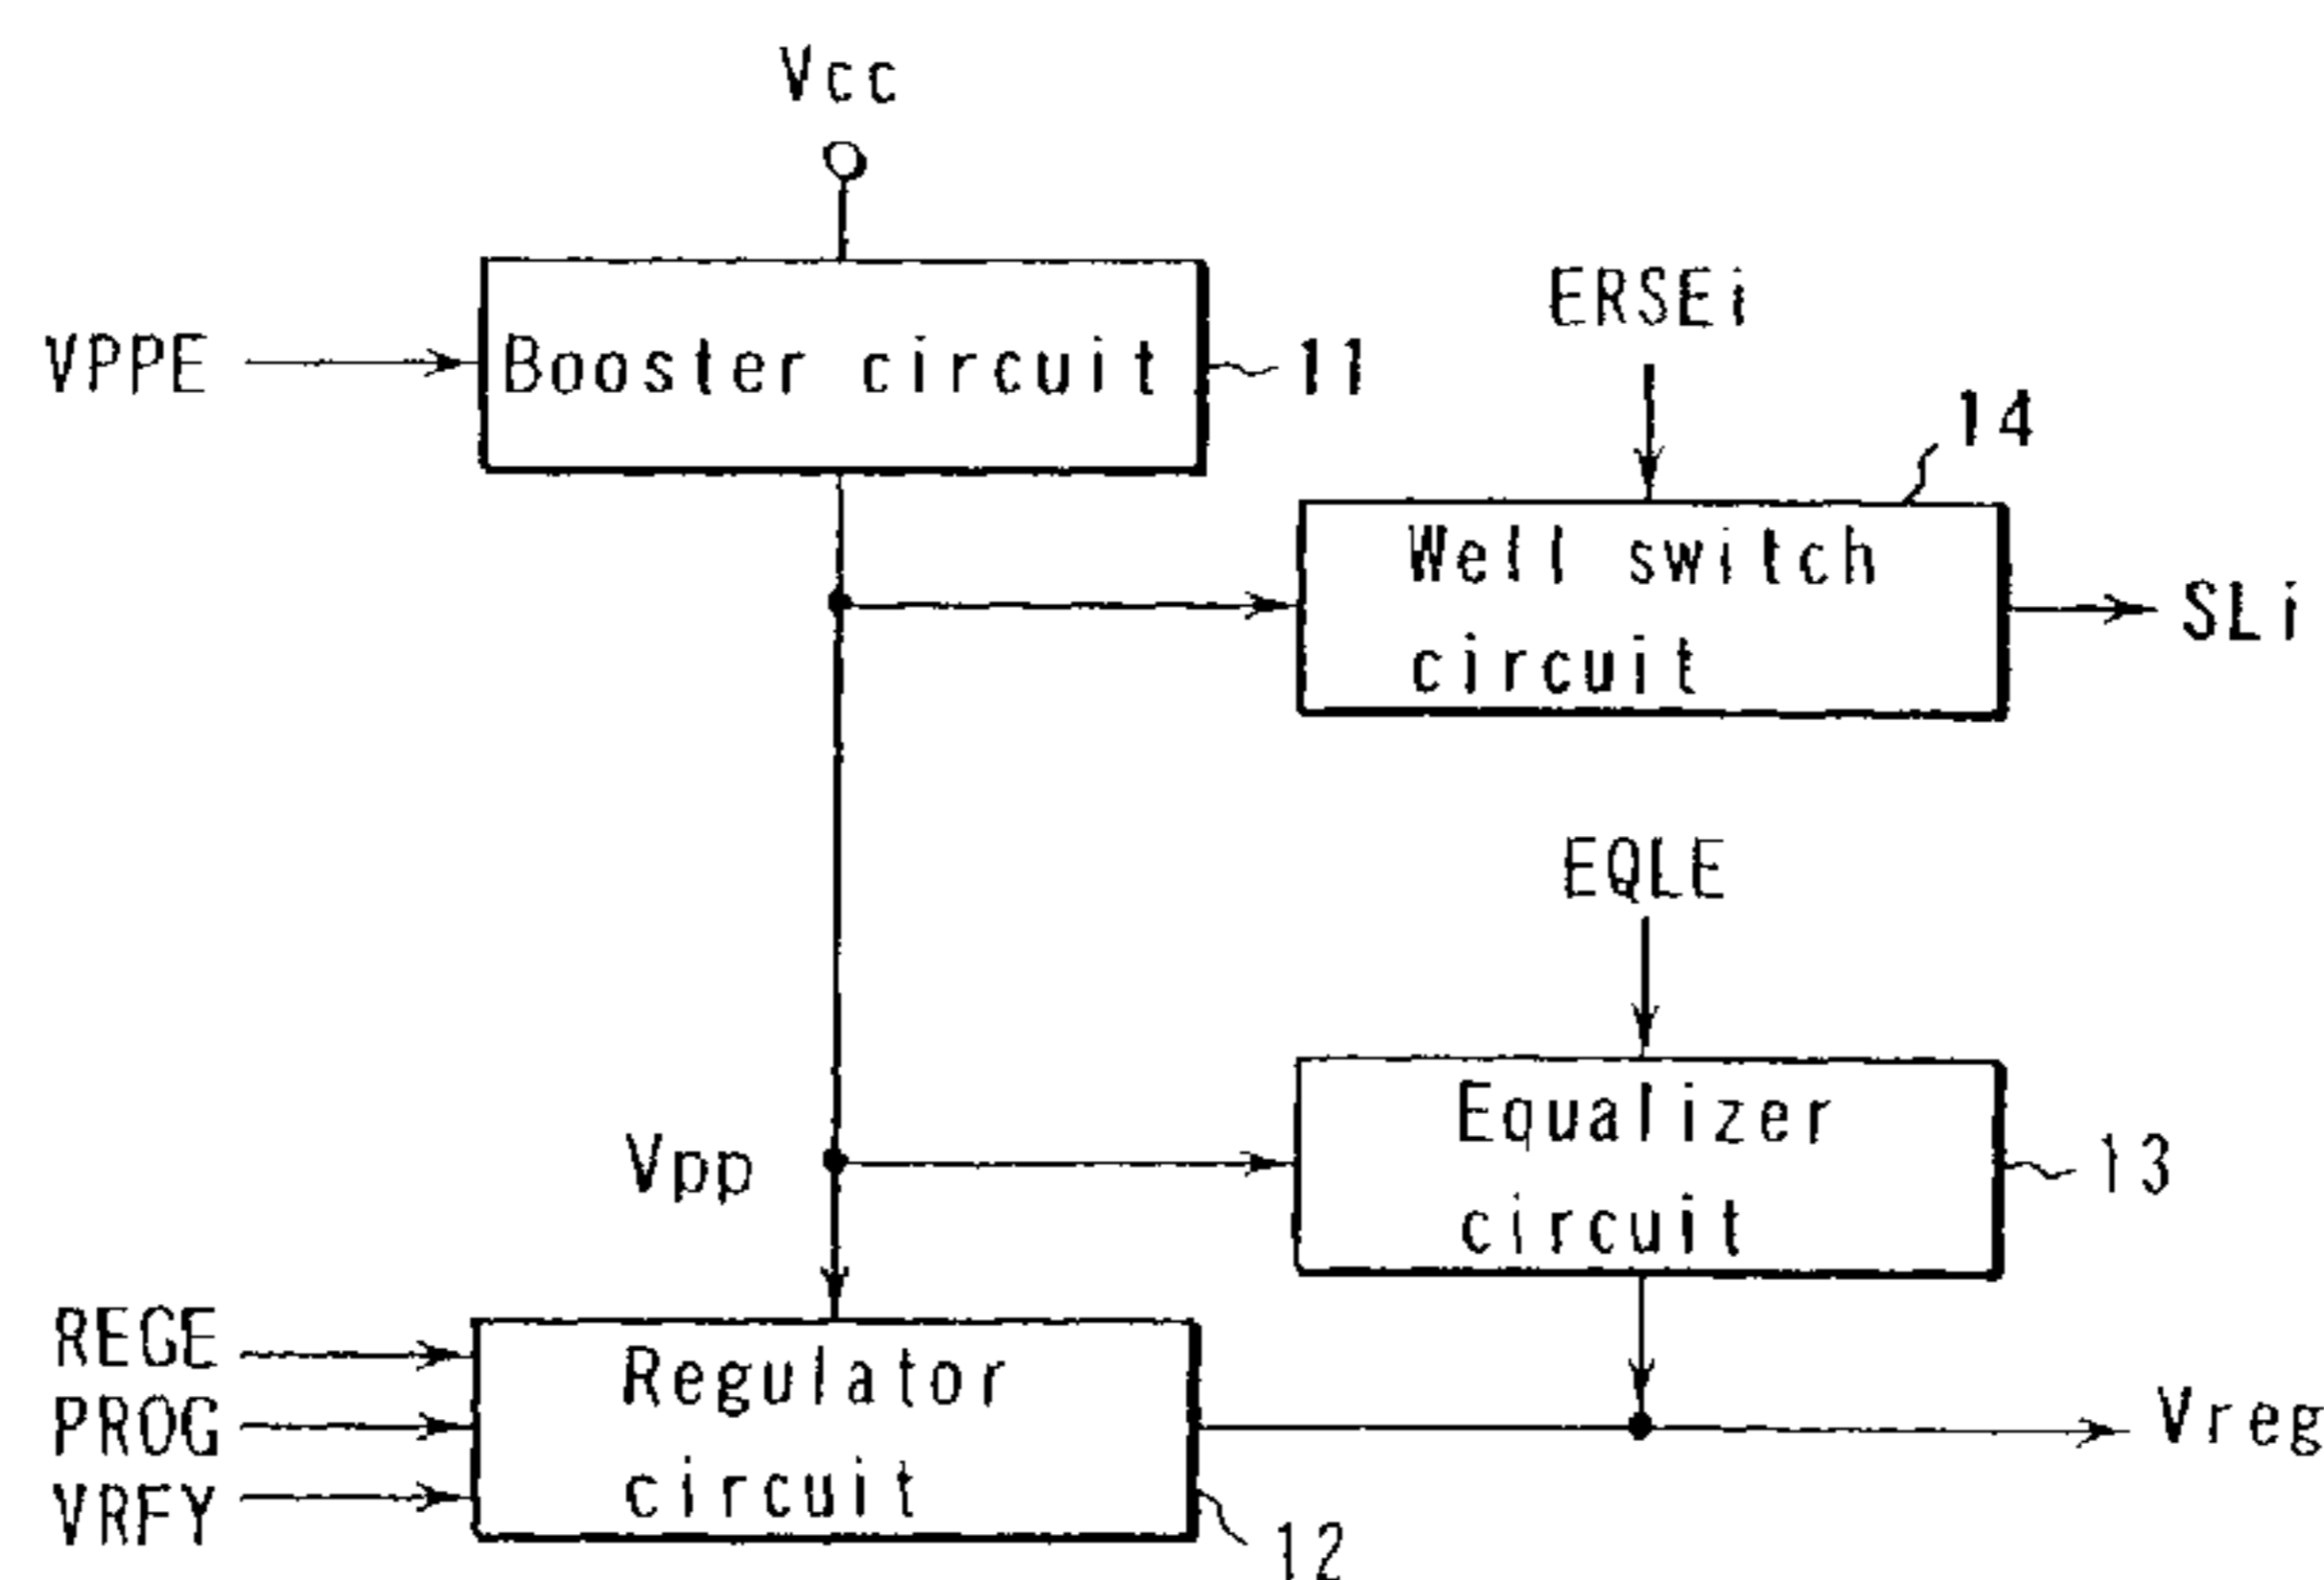 Vcc
VPPE
Booster circuit
11
ERSEi
14
Well switch
circuit
SLi
EQLE
Vpp
Equalizer
circuit
13
REGE
PROG
VRFY
Regulator
circuit
12
Vreg